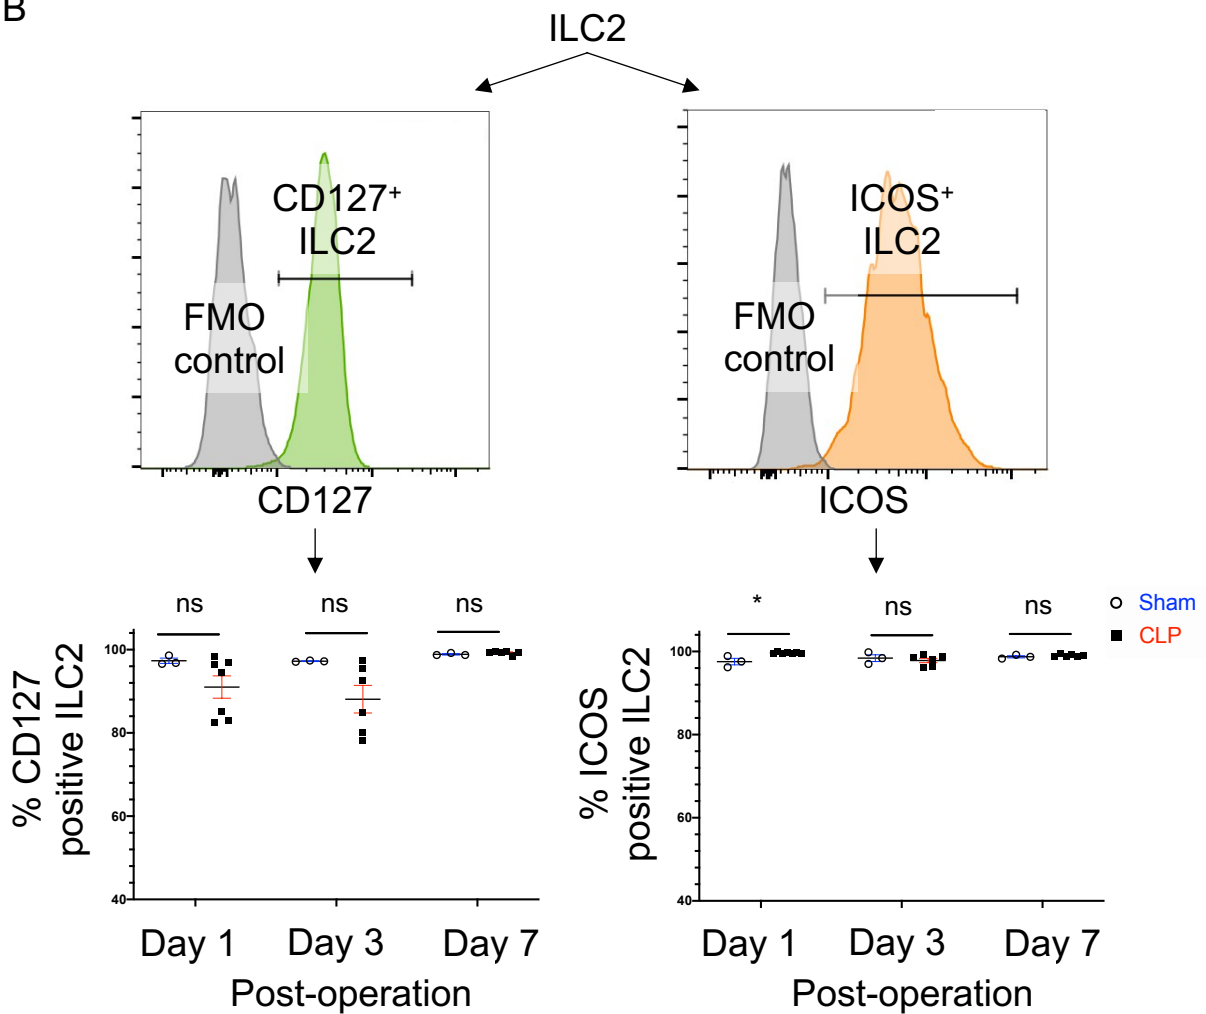 B
ILC2
CD127+
ILC2
FMO
control
CD127
ICOS+
ILC2
FMO
control
ICOS
% CD127
positive ILC2
100
80
60
40
ns
ns
ns
Day 1
Day 3
Day 7
Post-operation
% ICOS
positive ILC2
100
80
60
40
*
ns
ns
Day 1
Day 3
Day 7
Post-operation
Sham
CLP